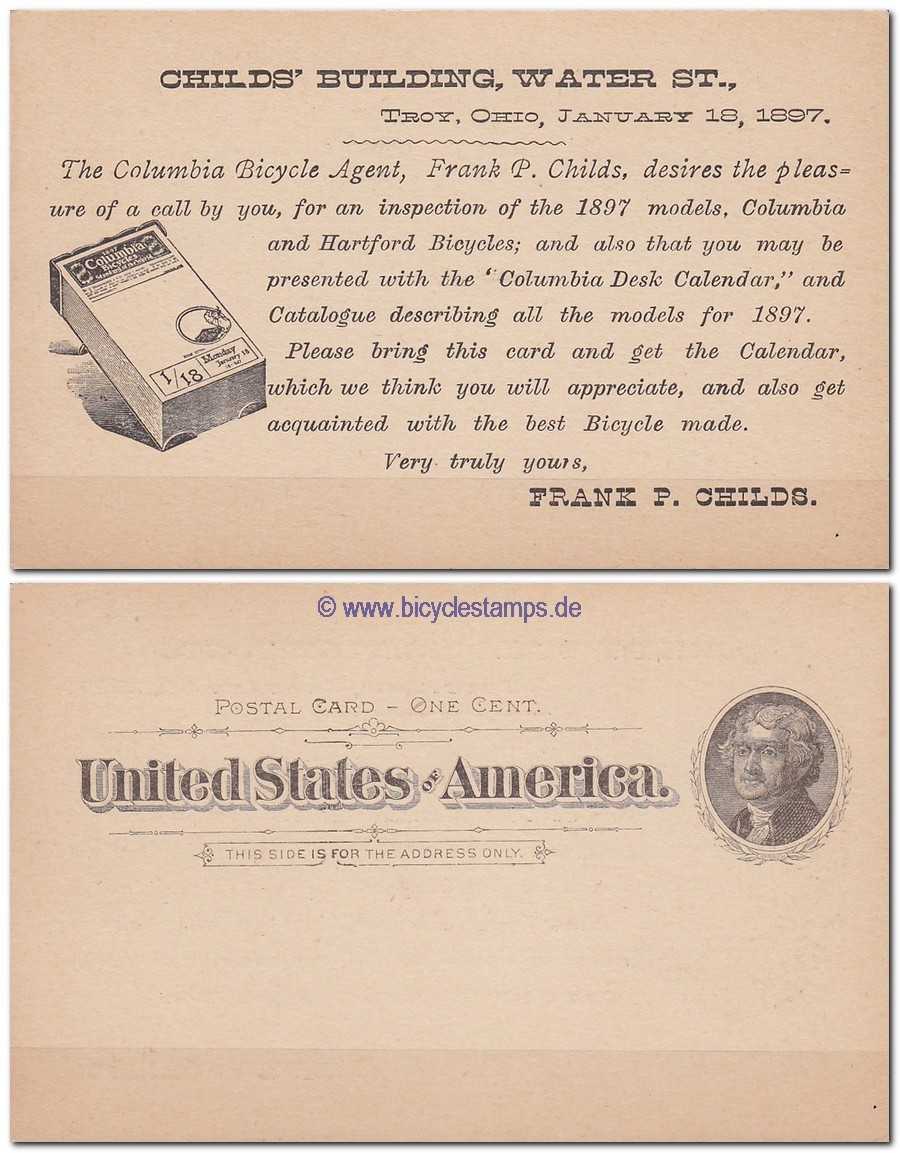 CHILDS' BUILDING, WATER ST.,
TROY, OHIO, JANUARY 18, 1897.
The Columbia Bicycle Agent, Frank P. Childs, desires the pleas=
ure of a call by you, for an inspection of the 1897 models, Columbia
and Hartford Bicycles; and also that you may be
presented with the "Columbia Desk Calendar," and
Catalogue describing all the models for 1897.
Please bring this card and get the Calendar,
which we think you will appreciate, and also get
acquainted with the best Bicycle made.
Very truly yours,
FRANK P. CHILDS.
Columbia
Bicycles
1/18
Monday
January 18
© www.bicyclestamps.de
POSTAL CARD - ONE CENT.
United States OF America.
THIS SIDE IS FOR THE ADDRESS ONLY.